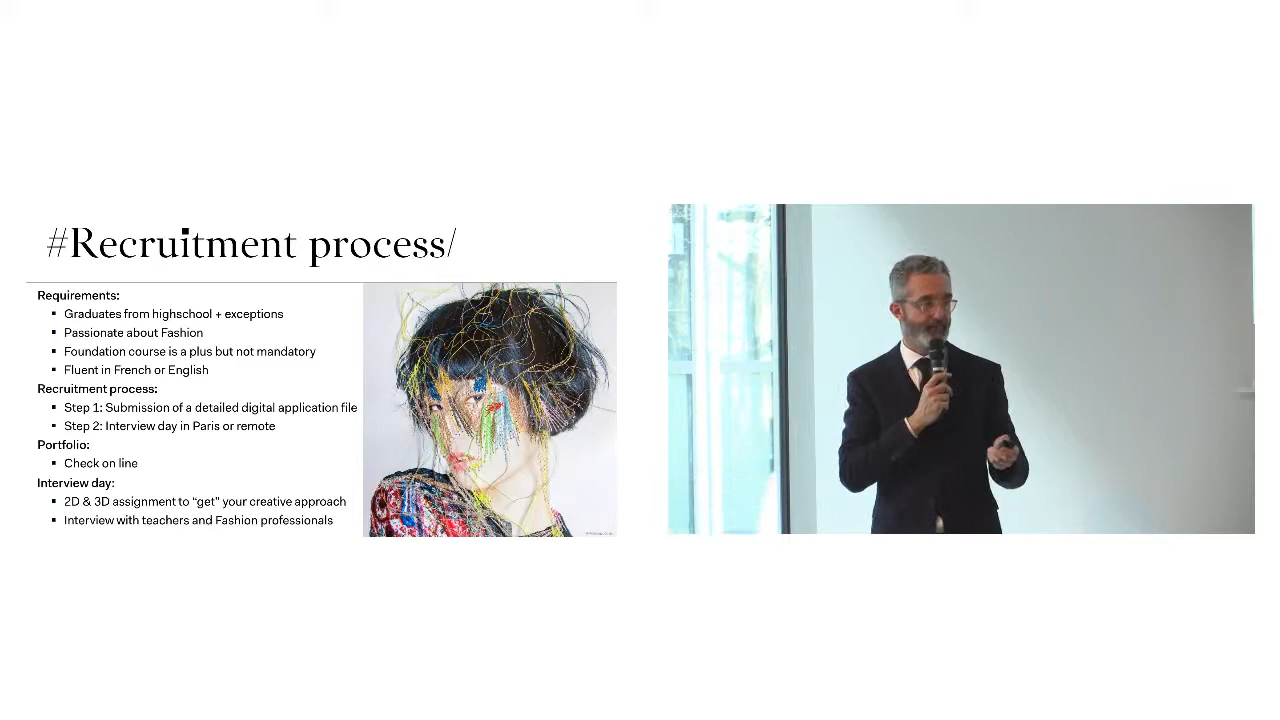 #Recruitment process/
Requirements:
▪ Graduates from highschool + exceptions
▪ Passionate about Fashion
▪ Foundation course is a plus but not mandatory
▪ Fluent in French or English
Recruitment process:
▪ Step 1: Submission of a detailed digital application file
▪ Step 2: Interview day in Paris or remote
Portfolio:
▪ Check on line
Interview day:
▪ 2D & 3D assignment to “get” your creative approach
▪ Interview with teachers and Fashion professionals